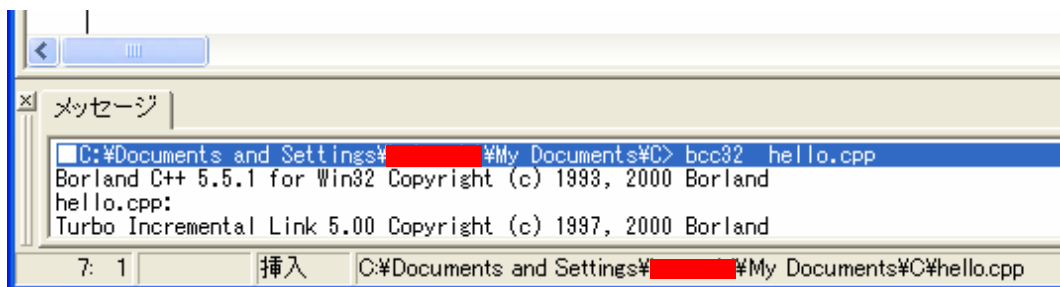 メッセージ
■C:¥Documents and Settings¥ ¥My Documents¥C> bcc32 hello.cpp
Borland C++ 5.5.1 for Win32 Copyright (c) 1993, 2000 Borland
hello.cpp:
Turbo Incremental Link 5.00 Copyright (c) 1997, 2000 Borland
7: 1 挿入 C:¥Documents and Settings¥ ¥My Documents¥C¥hello.cpp